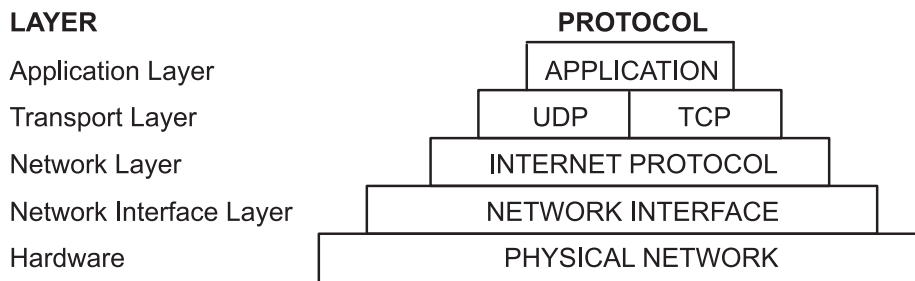 LAYER PROTOCOL
Application Layer APPLICATION
Transport Layer UDP TCP
Network Layer INTERNET PROTOCOL
Network Interface Layer NETWORK INTERFACE
Hardware PHYSICAL NETWORK